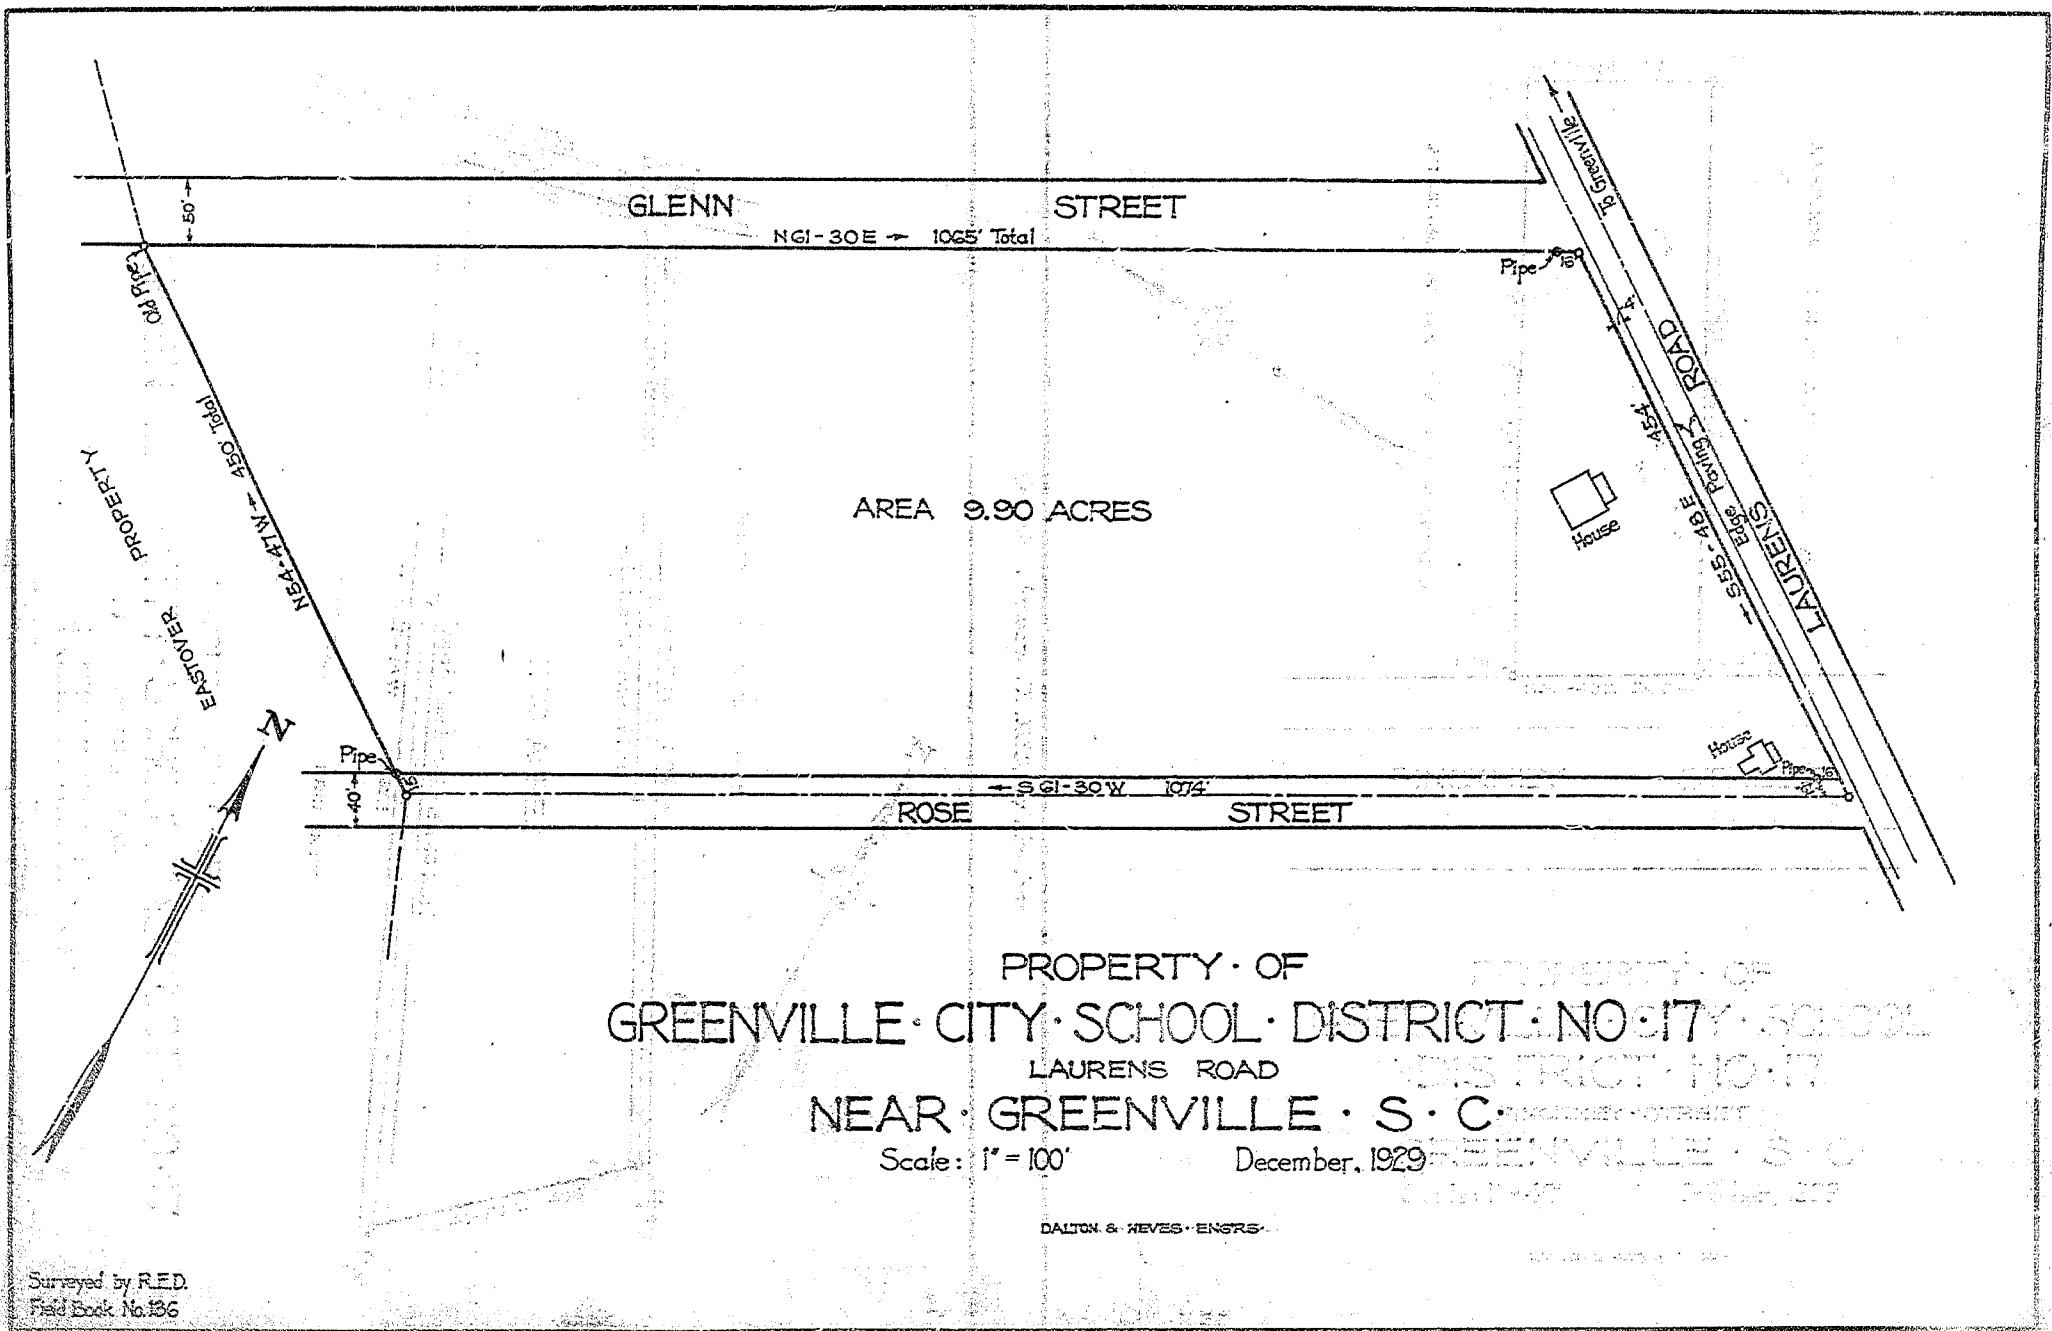 To Greenville
50'
GLENN STREET
N61-30E → 1065' Total
Old Pipe
Pipe
16'
N54-47W → 450' Total
454'
← S55-48E
Edge Paving
LAURENS ROAD
EASTOVER PROPERTY
AREA 9.90 ACRES
House
House
N
Pipe
15'
40'
← S61-30W 1074'
Pipe
16'
ROSE STREET
PROPERTY · OF
GREENVILLE · CITY · SCHOOL · DISTRICT · NO · 17
LAURENS ROAD
NEAR · GREENVILLE · S · C ·
Scale: 1" = 100' December, 1929
DALTON & NEVES · ENGRS ·
Surveyed by R.E.D.
Field Book No. 136